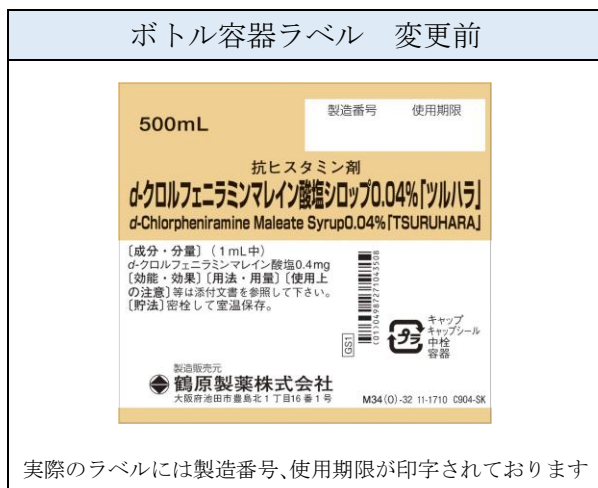 ボトル容器ラベル 変更前
500mL
製造番号 使用期限
抗ヒスタミン剤
d-クロルフェニラミンマレイン酸塩シロップ0.04%「ツルハラ」
d-Chlorpheniramine Maleate Syrup0.04%「TSURUHARA」
〔成分・分量〕(1mL中)
d-クロルフェニラミンマレイン酸塩0.4mg
〔効能・効果〕〔用法・用量〕〔使用上
の注意〕等は添付文書を参照して下さい。
〔貯法〕密栓して室温保存。
(01)04987271043508
GS1
プラ
キャップ
キャップシール
中栓
容器
製造販売元
鶴原製薬株式会社
大阪府池田市豊島北1丁目16番1号
M34(O)-32 11-1710 C904-SK
実際のラベルには製造番号、使用期限が印字されております